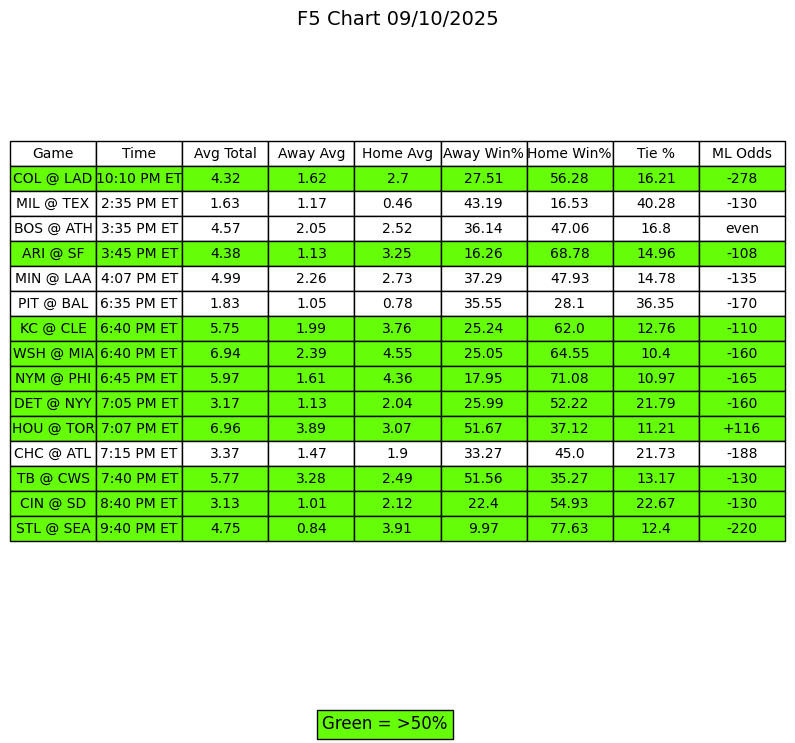 F5 Chart 09/10/2025
Game Time Avg Total Away Avg Home Avg Away Win% Home Win% Tie % ML Odds
COL @ LAD 10:10 PM ET 4.32 1.62 2.7 27.51 56.28 16.21 -278
MIL @ TEX 2:35 PM ET 1.63 1.17 0.46 43.19 16.53 40.28 -130
BOS @ ATH 3:35 PM ET 4.57 2.05 2.52 36.14 47.06 16.8 even
ARI @ SF 3:45 PM ET 4.38 1.13 3.25 16.26 68.78 14.96 -108
MIN @ LAA 4:07 PM ET 4.99 2.26 2.73 37.29 47.93 14.78 -135
PIT @ BAL 6:35 PM ET 1.83 1.05 0.78 35.55 28.1 36.35 -170
KC @ CLE 6:40 PM ET 5.75 1.99 3.76 25.24 62.0 12.76 -110
WSH @ MIA 6:40 PM ET 6.94 2.39 4.55 25.05 64.55 10.4 -160
NYM @ PHI 6:45 PM ET 5.97 1.61 4.36 17.95 71.08 10.97 -165
DET @ NYY 7:05 PM ET 3.17 1.13 2.04 25.99 52.22 21.79 -160
HOU @ TOR 7:07 PM ET 6.96 3.89 3.07 51.67 37.12 11.21 +116
CHC @ ATL 7:15 PM ET 3.37 1.47 1.9 33.27 45.0 21.73 -188
TB @ CWS 7:40 PM ET 5.77 3.28 2.49 51.56 35.27 13.17 -130
CIN @ SD 8:40 PM ET 3.13 1.01 2.12 22.4 54.93 22.67 -130
STL @ SEA 9:40 PM ET 4.75 0.84 3.91 9.97 77.63 12.4 -220
Green = >50%